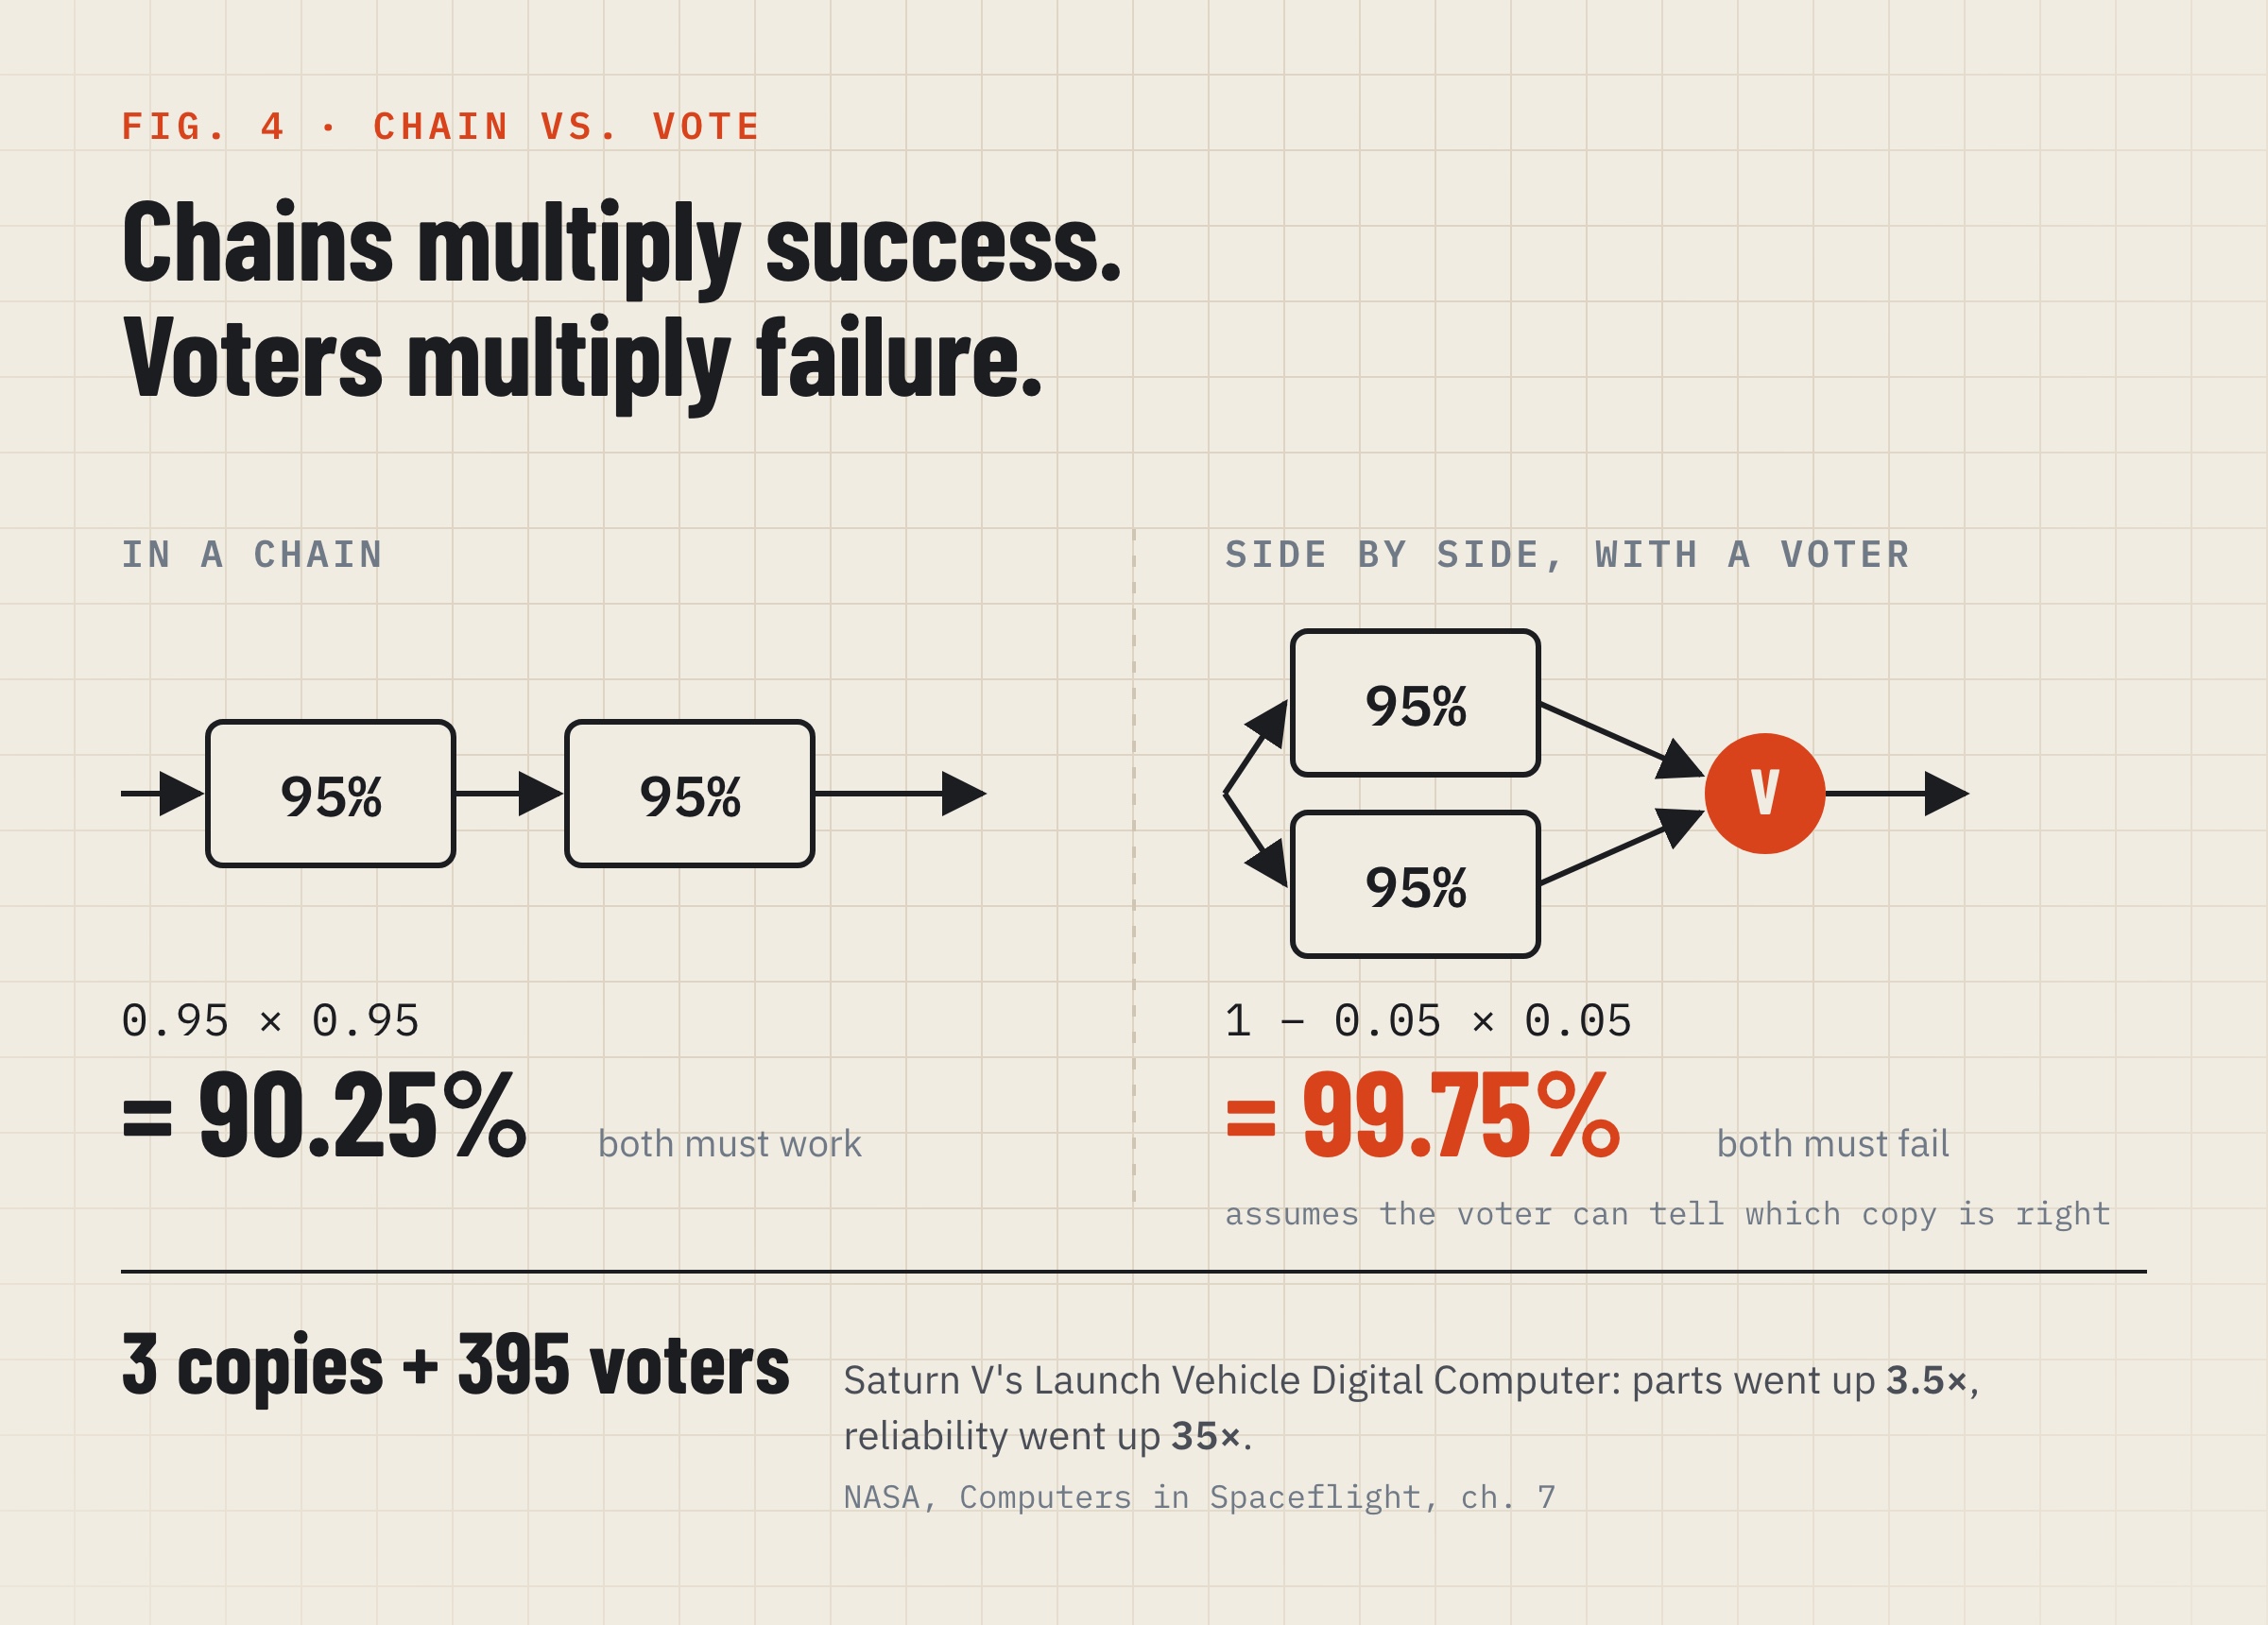 FIG. 4 · CHAIN VS. VOTE
Chains multiply success.
Voters multiply failure.
IN A CHAIN
95%
95%
0.95 × 0.95
= 90.25%
both must work
SIDE BY SIDE, WITH A VOTER
95%
95%
V
1 − 0.05 × 0.05
= 99.75%
both must fail
assumes the voter can tell which copy is right
3 copies + 395 voters
Saturn V's Launch Vehicle Digital Computer: parts went up 3.5×,
reliability went up 35×.
NASA, Computers in Spaceflight, ch. 7